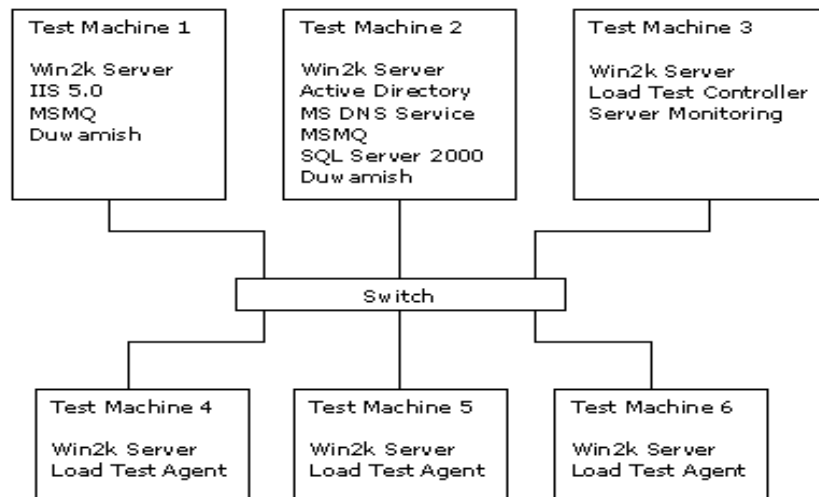 Test Machine 1
Win2k Server
IIS 5.0
MSMQ
Duwamish
Test Machine 2
Win2k Server
Active Directory
MS DNS Service
MSMQ
SQL Server 2000
Duwamish
Test Machine 3
Win2k Server
Load Test Controller
Server Monitoring
Switch
Test Machine 4
Win2k Server
Load Test Agent
Test Machine 5
Win2k Server
Load Test Agent
Test Machine 6
Win2k Server
Load Test Agent